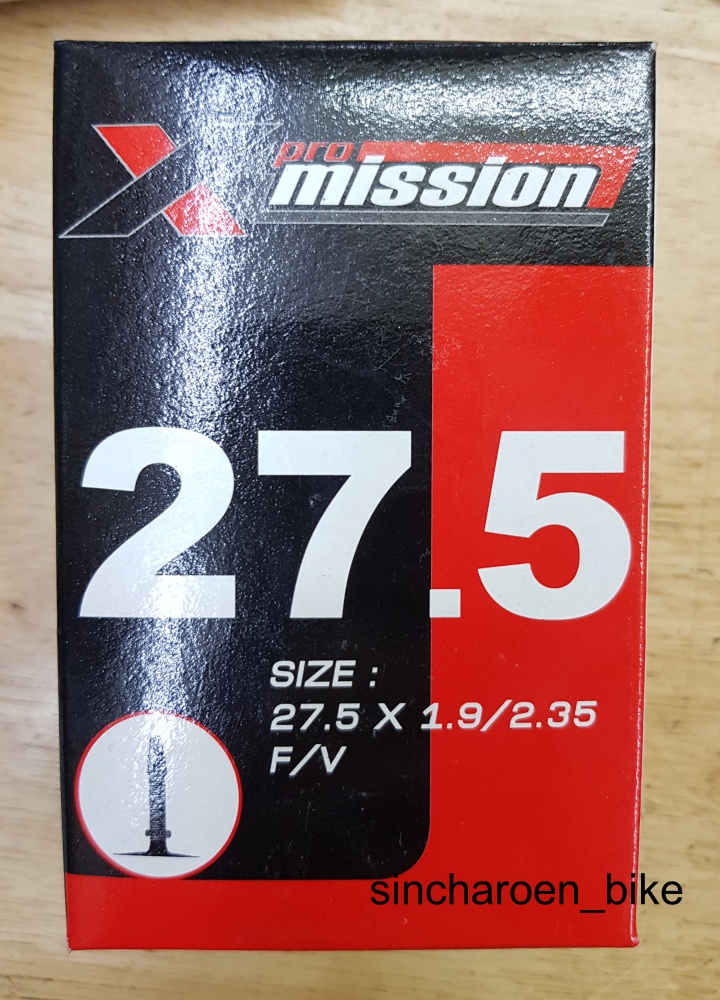 X pro
mission
27.5
SIZE :
27.5 X 1.9/2.35
F/V
sincharoen_bike